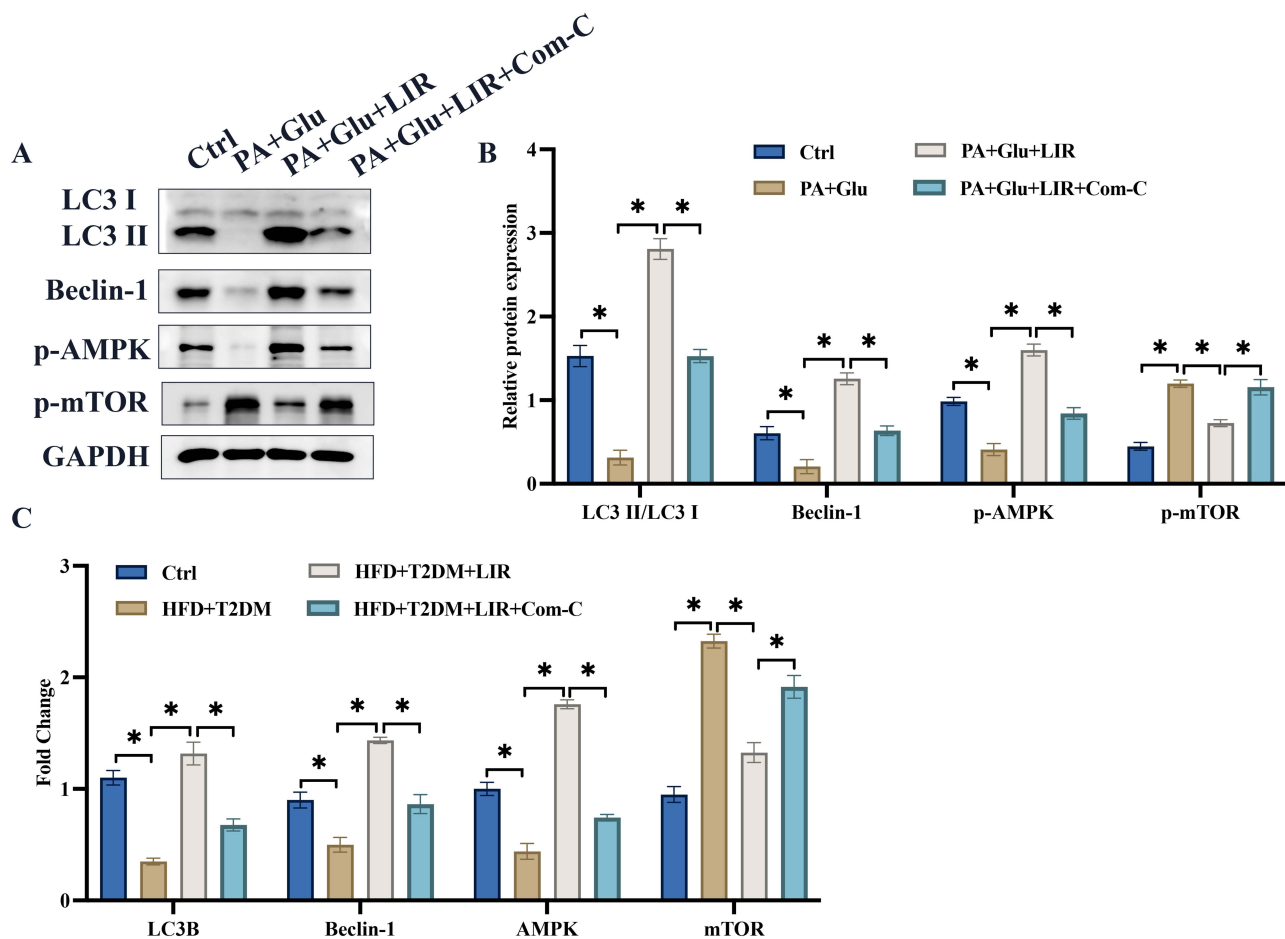 A
Ctrl
PA+Glu
PA+Glu+LIR
PA+Glu+LIR+Com-C
LC3 I
LC3 II
Beclin-1
p-AMPK
p-mTOR
GAPDH
B
Ctrl
PA+Glu+LIR
PA+Glu
PA+Glu+LIR+Com-C
Relative protein expression
4
3
2
1
0
* * * * * * * * * * * *
LC3 II/LC3 I Beclin-1 p-AMPK p-mTOR
C
Ctrl
HFD+T2DM+LIR
HFD+T2DM
HFD+T2DM+LIR+Com-C
Fold Change
3
2
1
0
* * * * * * * * * * * *
LC3B Beclin-1 AMPK mTOR